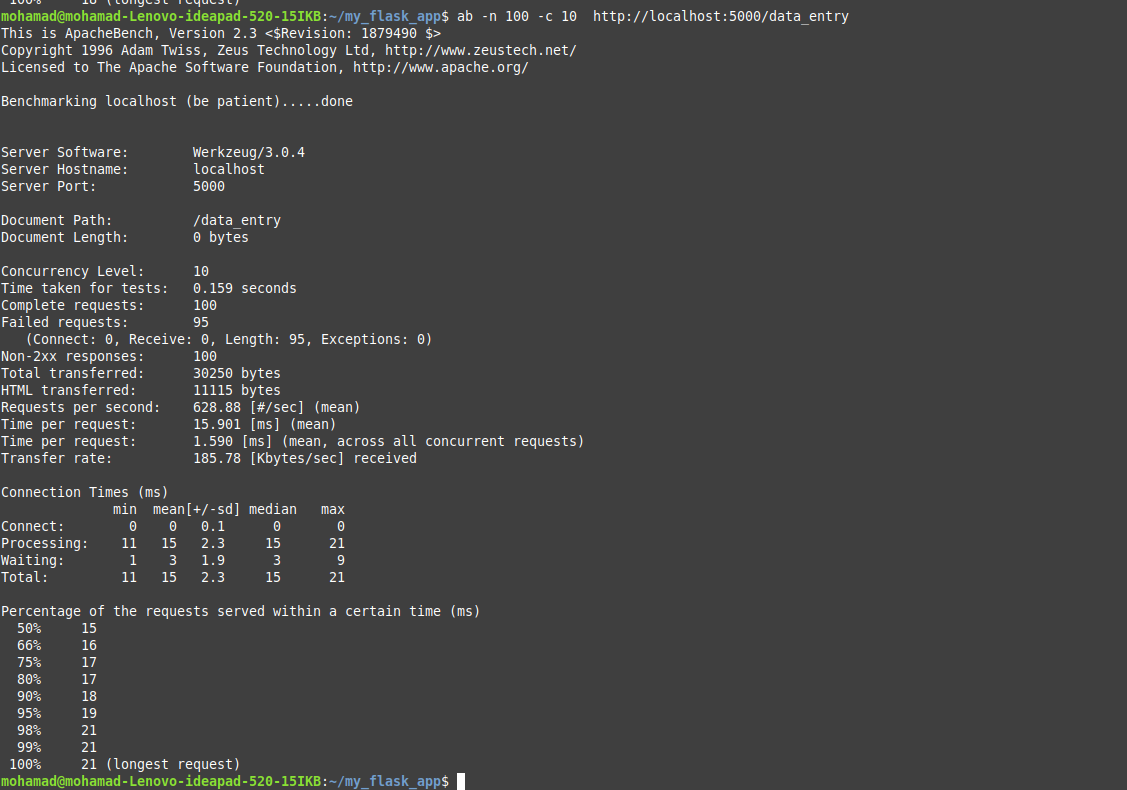 100%     18 (longest request)
mohamad@mohamad-Lenovo-ideapad-520-15IKB:~/my_flask_app$ ab -n 100 -c 10  http://localhost:5000/data_entry
This is ApacheBench, Version 2.3 <$Revision: 1879490 $>
Copyright 1996 Adam Twiss, Zeus Technology Ltd, http://www.zeustech.net/
Licensed to The Apache Software Foundation, http://www.apache.org/

Benchmarking localhost (be patient).....done


Server Software:        Werkzeug/3.0.4
Server Hostname:        localhost
Server Port:            5000

Document Path:          /data_entry
Document Length:        0 bytes

Concurrency Level:      10
Time taken for tests:   0.159 seconds
Complete requests:      100
Failed requests:        95
   (Connect: 0, Receive: 0, Length: 95, Exceptions: 0)
Non-2xx responses:      100
Total transferred:      30250 bytes
HTML transferred:       11115 bytes
Requests per second:    628.88 [#/sec] (mean)
Time per request:       15.901 [ms] (mean)
Time per request:       1.590 [ms] (mean, across all concurrent requests)
Transfer rate:          185.78 [Kbytes/sec] received

Connection Times (ms)
              min  mean[+/-sd] median   max
Connect:        0    0   0.1      0       0
Processing:    11   15   2.3     15      21
Waiting:        1    3   1.9      3       9
Total:         11   15   2.3     15      21

Percentage of the requests served within a certain time (ms)
  50%     15
  66%     16
  75%     17
  80%     17
  90%     18
  95%     19
  98%     21
  99%     21
 100%     21 (longest request)
mohamad@mohamad-Lenovo-ideapad-520-15IKB:~/my_flask_app$